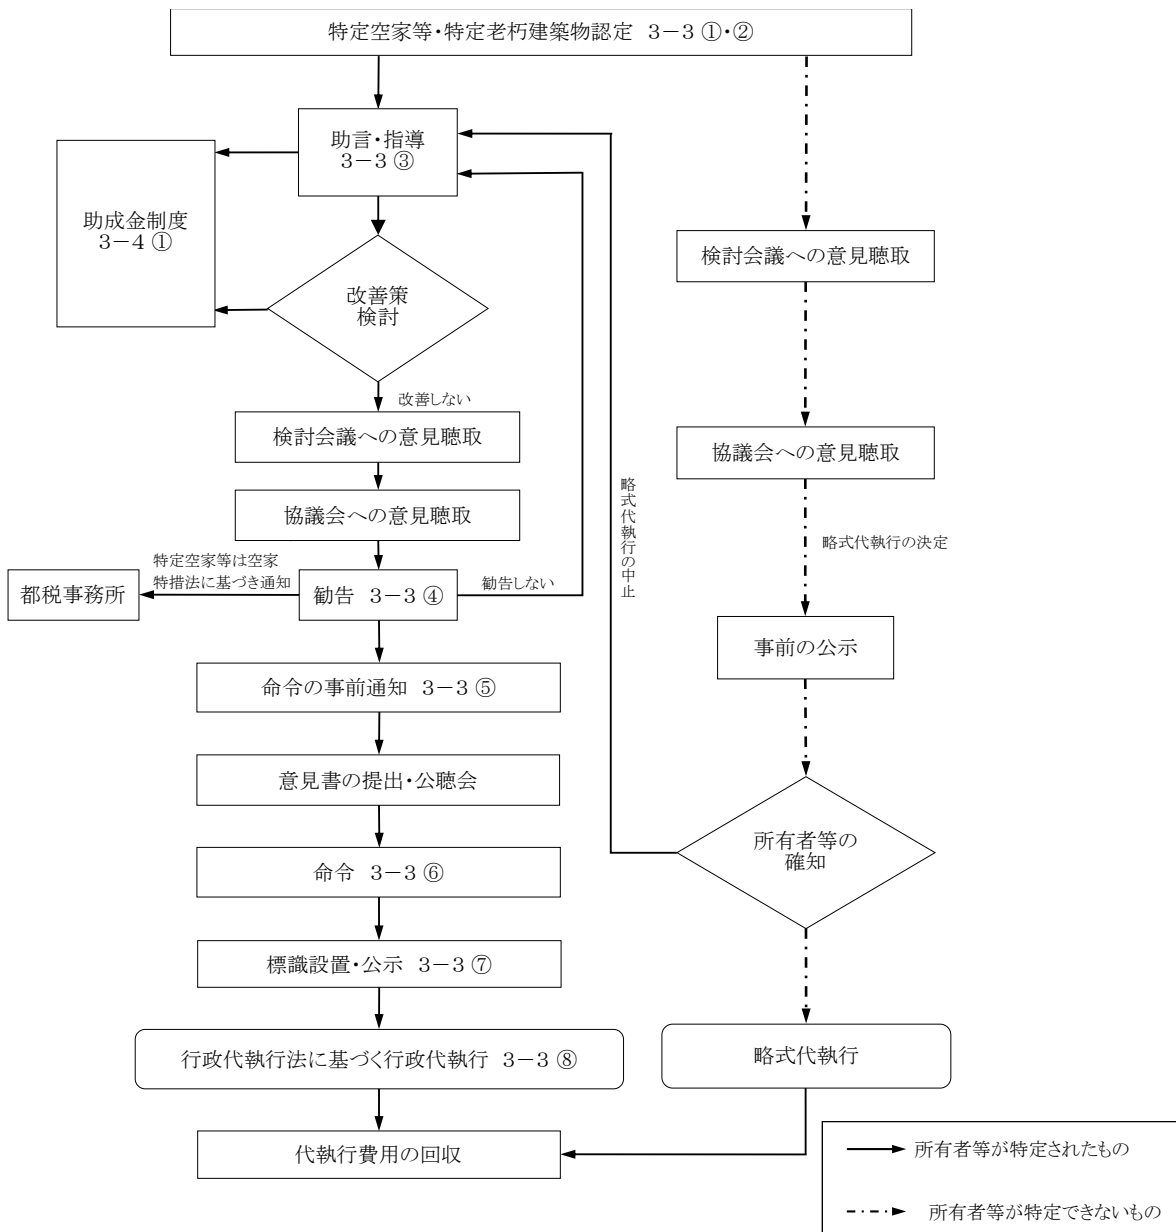 特定空家等・特定老朽建築物認定 3－3 ①・②
助言・指導
3－3 ③
助成金制度
3－4 ①
改善策
検討
改善しない
検討会議への意見聴取
協議会への意見聴取
特定空家等は空家
特措法に基づき通知
都税事務所
勧告 3－3 ④
勧告しない
命令の事前通知 3－3 ⑤
意見書の提出・公聴会
命令 3－3 ⑥
標識設置・公示 3－3 ⑦
行政代執行法に基づく行政代執行 3－3 ⑧
代執行費用の回収
略式代執行の中止
検討会議への意見聴取
協議会への意見聴取
略式代執行の決定
事前の公示
所有者等の
確知
略式代執行
所有者等が特定されたもの
所有者等が特定できないもの